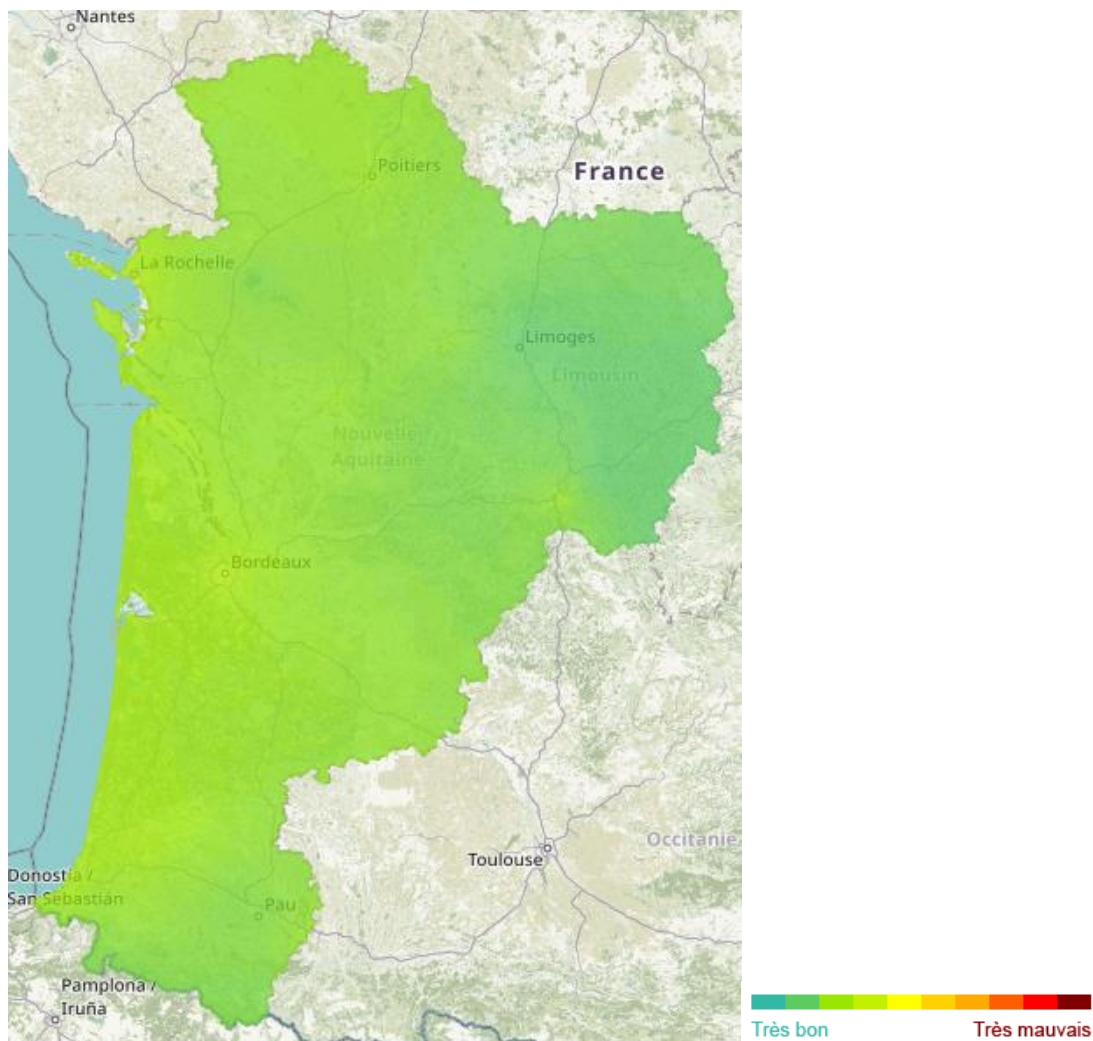 Nantes
Poitiers
France
La Rochelle
Limoges
Limousin
Nouvelle
Aquitaine
Bordeaux
Occitanie
Toulouse
Donostia /
San Sebastián
Pau
Pamplona /
Iruña
Très bon
Très mauvais